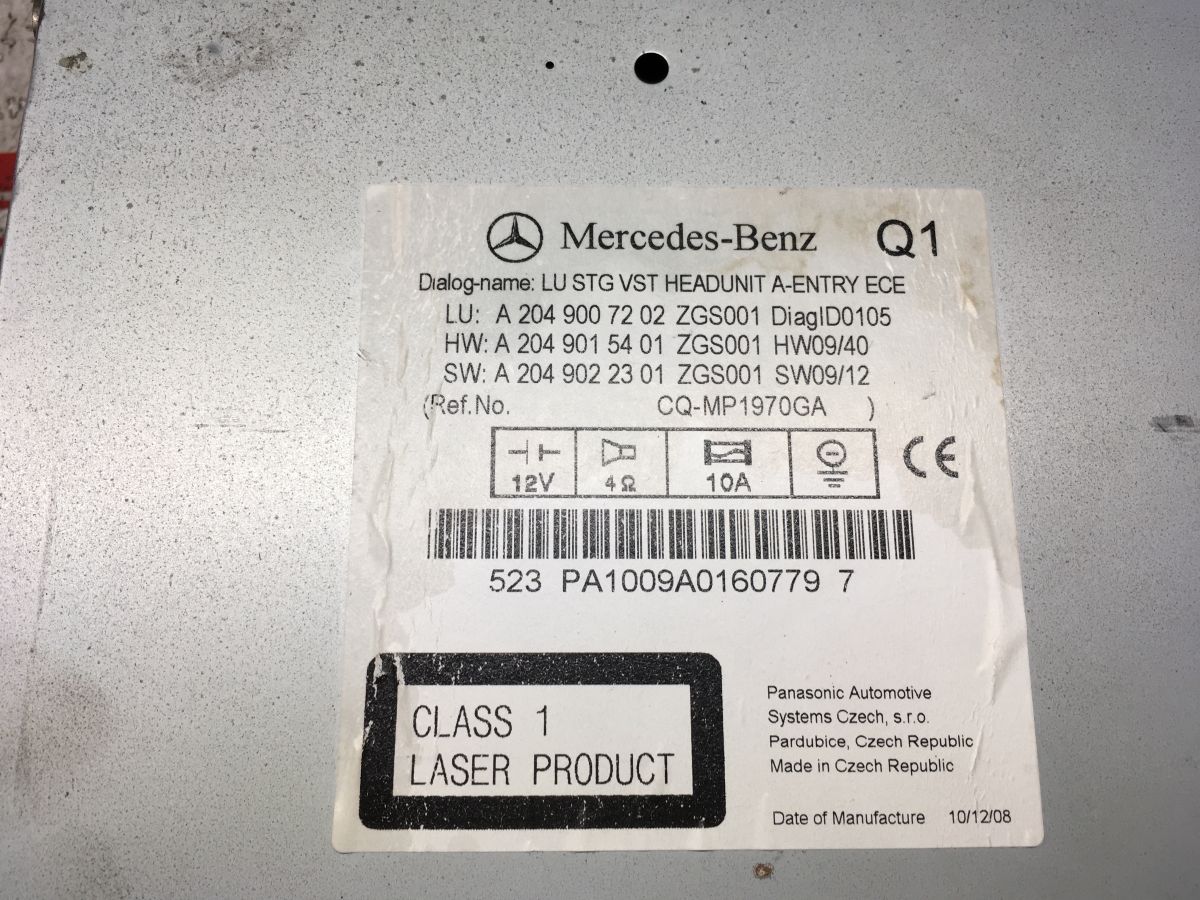 Mercedes-Benz Q1
Dialog-name: LU STG VST HEADUNIT A-ENTRY ECE
LU: A 204 900 72 02 ZGS001 DiagID0105
HW: A 204 901 54 01 ZGS001 HW09/40
SW: A 204 902 23 01 ZGS001 SW09/12
(Ref.No. CQ-MP1970GA )
12V 4Ω 10A
CE
523 PA1009A0160779 7
CLASS 1
LASER PRODUCT
Panasonic Automotive
Systems Czech, s.r.o.
Pardubice, Czech Republic
Made in Czech Republic
Date of Manufacture 10/12/08